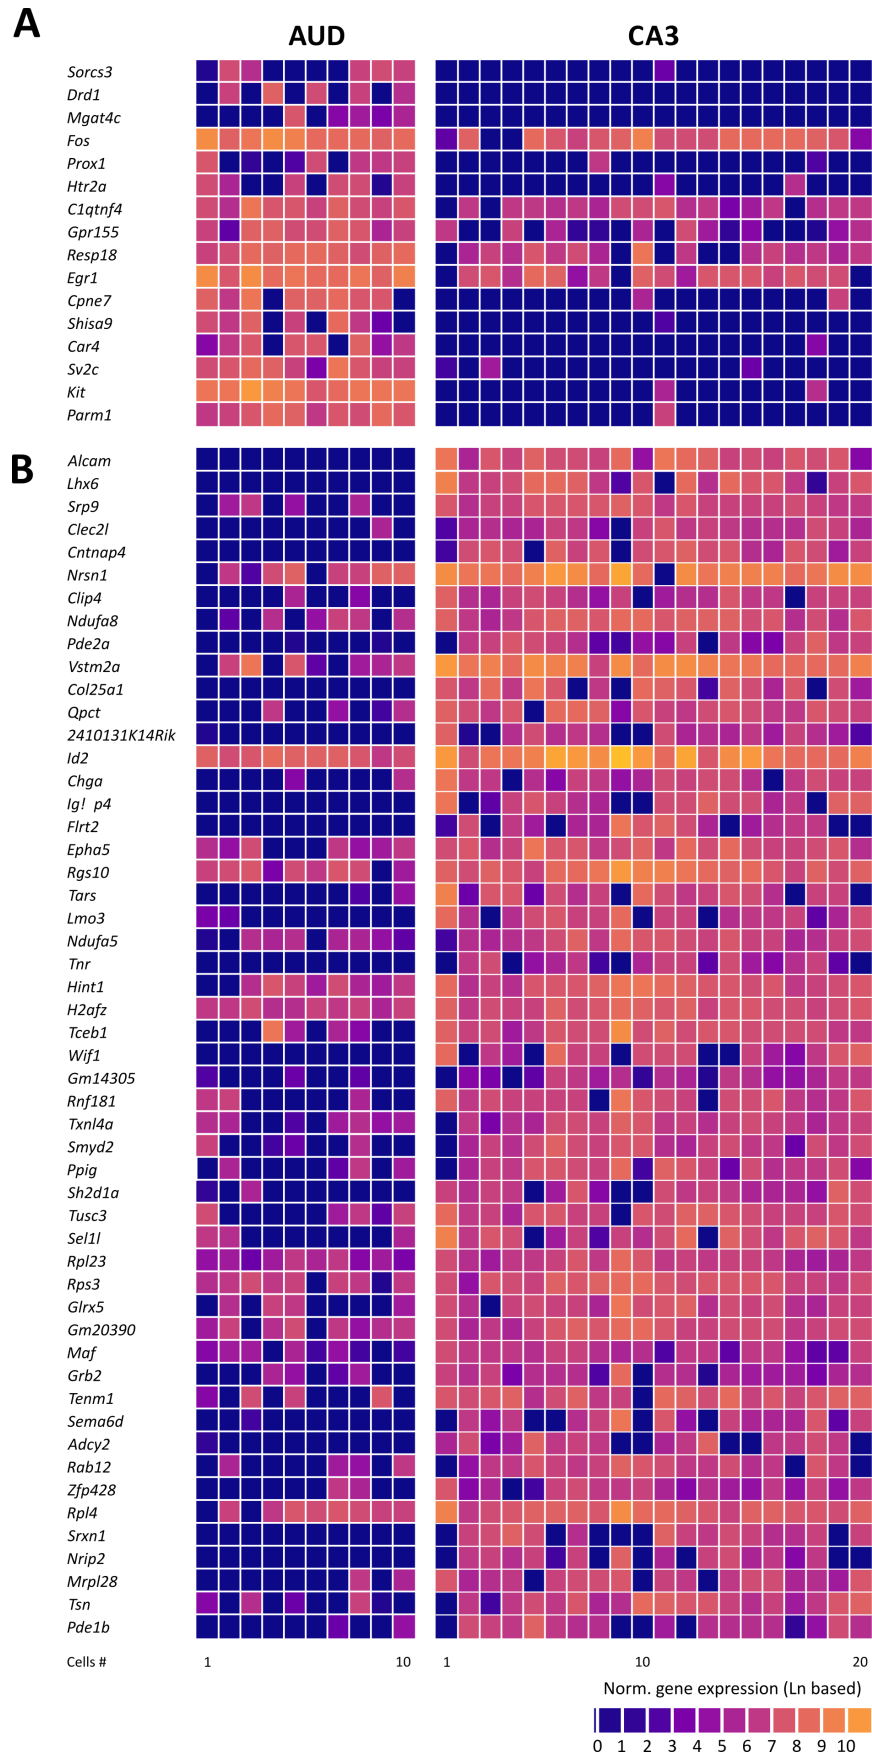 A
AUD CA3
Sorcs3
Drd1
Mgat4c
Fos
Prox1
Htr2a
C1qtnf4
Gpr155
Resp18
Egr1
Cpne7
Shisa9
Car4
Sv2c
Kit
Parm1
B
Alcam
Lhx6
Srp9
Clec2l
Cntnap4
Nrsn1
Clip4
Ndufa8
Pde2a
Vstm2a
Col25a1
Qpct
2410131K14Rik
Id2
Chga
Ig! p4
Flrt2
Epha5
Rgs10
Tars
Lmo3
Ndufa5
Tnr
Hint1
H2afz
Tceb1
Wif1
Gm14305
Rnf181
Txnl4a
Smyd2
Ppig
Sh2d1a
Tusc3
Sel1l
Rpl23
Rps3
Glrx5
Gm20390
Maf
Grb2
Tenm1
Sema6d
Adcy2
Rab12
Zfp428
Rpl4
Srxn1
Nrip2
Mrpl28
Tsn
Pde1b
Cells # 1 10 1 10 20
Norm. gene expression (Ln based)
0 1 2 3 4 5 6 7 8 9 10